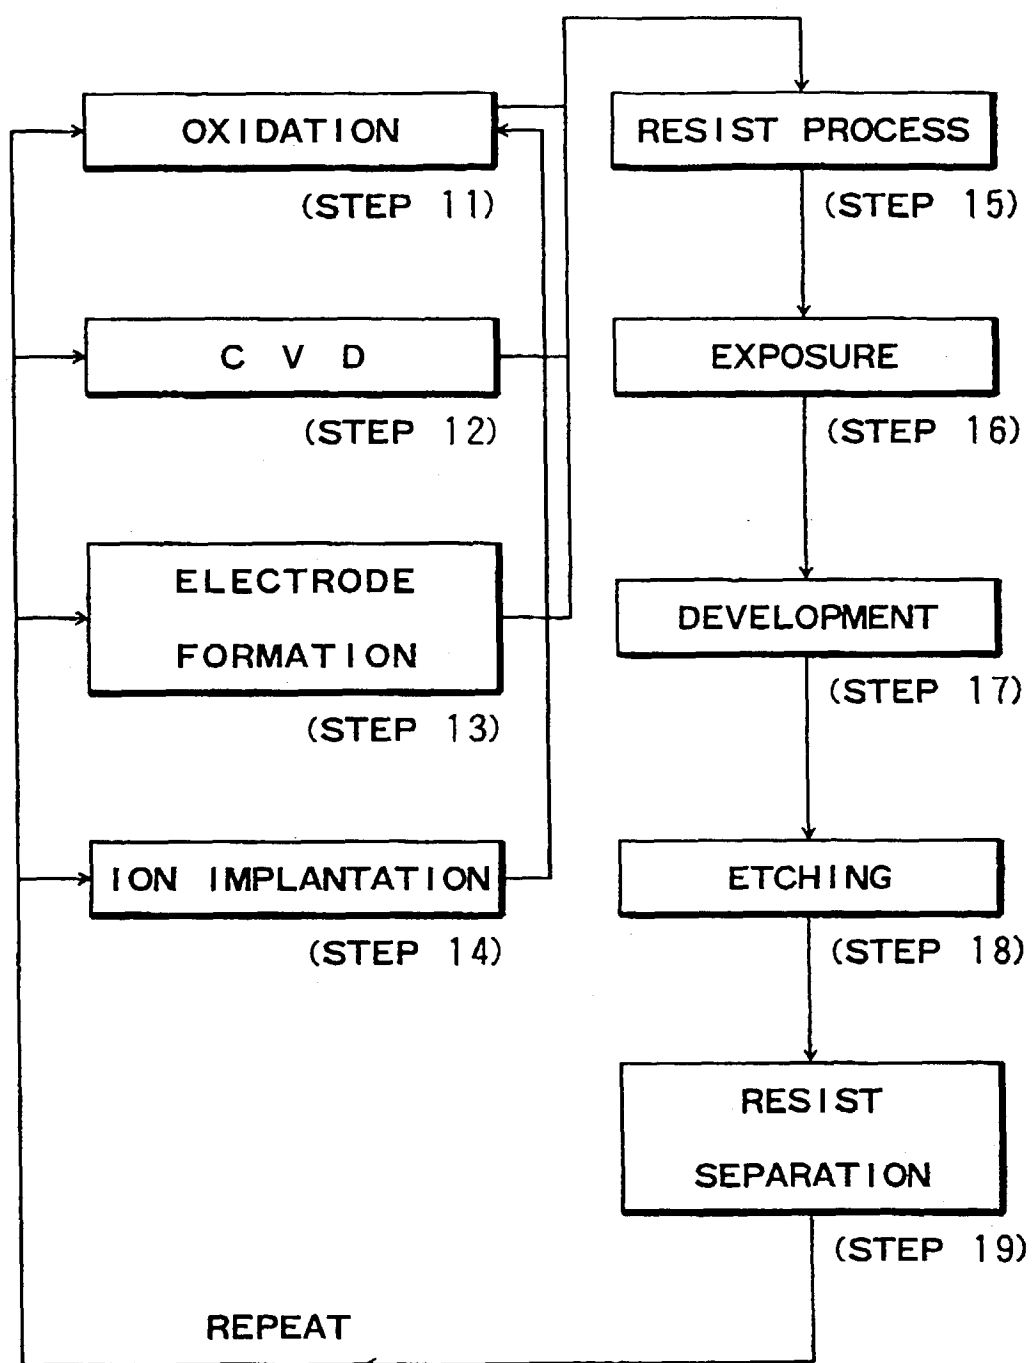 OXIDATION
(STEP 11)
C V D
(STEP 12)
ELECTRODE
FORMATION
(STEP 13)
ION IMPLANTATION
(STEP 14)
RESIST PROCESS
(STEP 15)
EXPOSURE
(STEP 16)
DEVELOPMENT
(STEP 17)
ETCHING
(STEP 18)
RESIST
SEPARATION
(STEP 19)
REPEAT